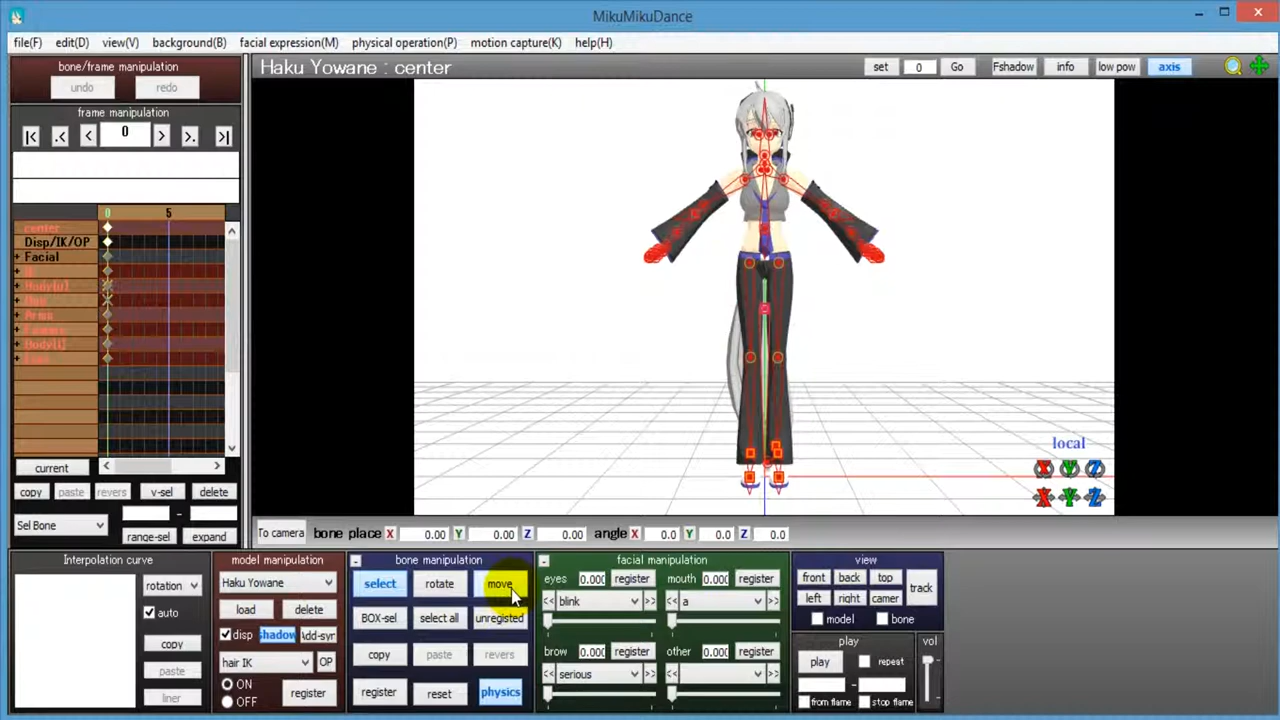 MikuMikuDance
file(F) edit(D) view(V) background(B) facial expression(M) physical operation(P) motion capture(K) help(H)
bone/frame manipulation
undo redo
Haku Yowane : center
set 0 Go Fshadow info low pow axis
frame manipulation
|< .< < 0 > >. >|
0 5
center
Disp/IK/OP
+ Facial
+ Arms
+ Body[l]
current
copy paste revers v-sel delete
Sel Bone -
range-sel expand
local
X Y Z
X Y Z
To camera bone place X 0.00 Y 0.00 Z 0.00 angle X 0.0 Y 0.0 Z 0.0
Interpolation curve
rotation
auto
copy
paste
liner
model manipulation
Haku Yowane
load delete
disp shadow Add-syn
hair IK OP
ON
OFF
register
bone manipulation
select rotate move
BOX-sel select all unregisted
copy paste revers
register reset physics
facial manipulation
eyes 0.000 register mouth 0.000 register
<< blink >> << a >>
brow 0.000 register other 0.000 register
<< serious >> << >>
view
front back top
left right camer track
model bone
play
play repeat
-
from flame stop flame
vol